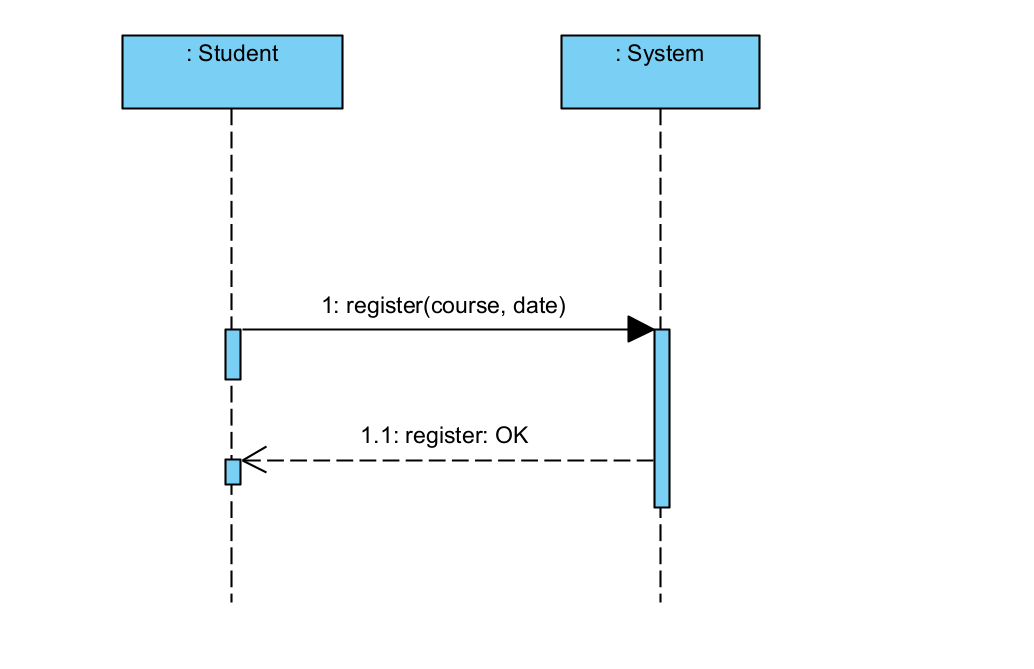 : Student
: System
1: register(course, date)
1.1: register: OK